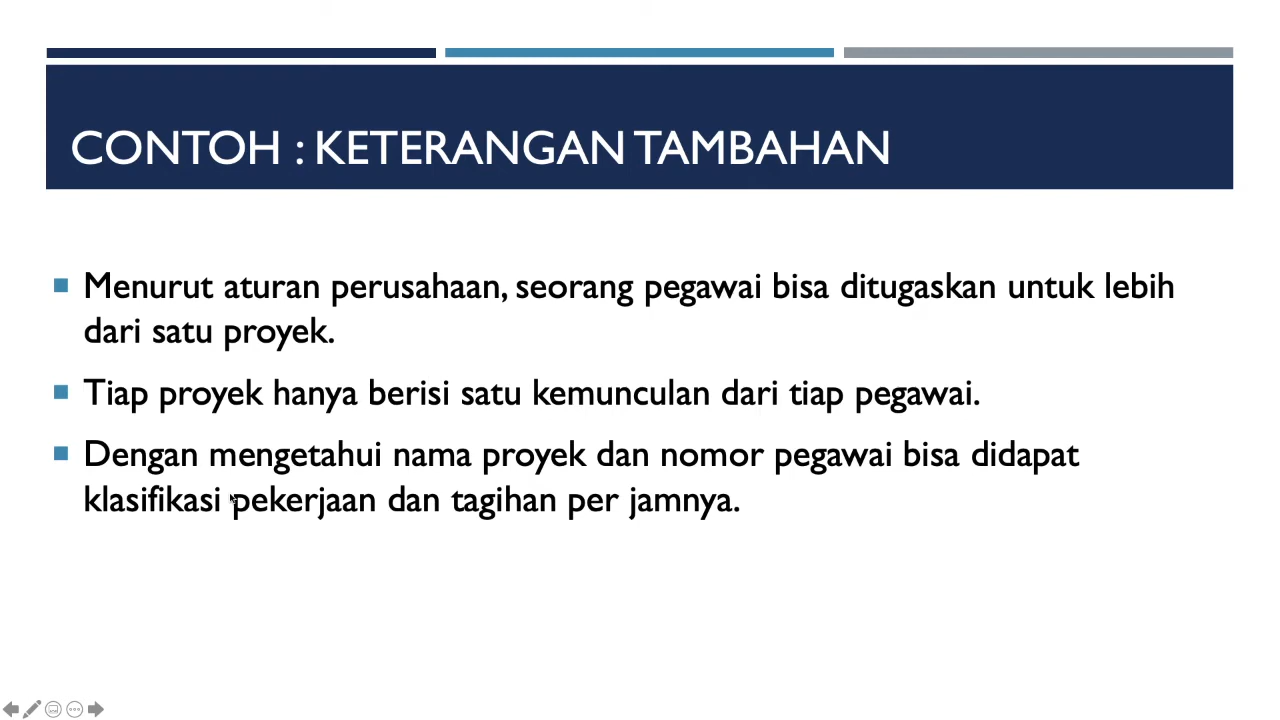 CONTOH : KETERANGAN TAMBAHAN
Menurut aturan perusahaan, seorang pegawai bisa ditugaskan untuk lebih
dari satu proyek.
Tiap proyek hanya berisi satu kemunculan dari tiap pegawai.
Dengan mengetahui nama proyek dan nomor pegawai bisa didapat
klasifikasi pekerjaan dan tagihan per jamnya.